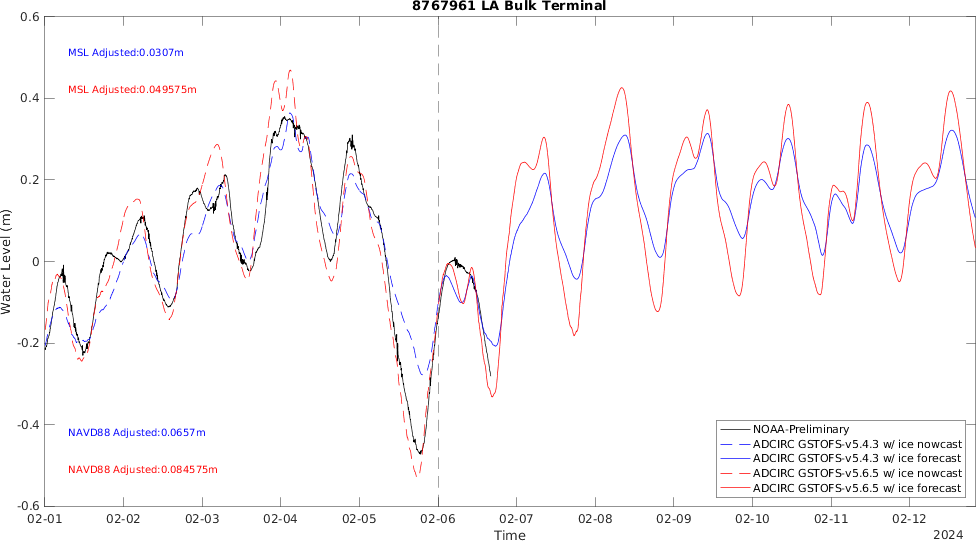 8767961 LA Bulk Terminal
0.6
0.4
0.2
0
-0.2
-0.4
-0.6
Water Level (m)
MSL Adjusted:0.0307m
MSL Adjusted:0.049575m
NAVD88 Adjusted:0.0657m
NAVD88 Adjusted:0.084575m
NOAA-Preliminary
ADCIRC GSTOFS-v5.4.3 w/ ice nowcast
ADCIRC GSTOFS-v5.4.3 w/ ice forecast
ADCIRC GSTOFS-v5.6.5 w/ ice nowcast
ADCIRC GSTOFS-v5.6.5 w/ ice forecast
02-01 02-02 02-03 02-04 02-05 02-06 02-07 02-08 02-09 02-10 02-11 02-12
Time
2024